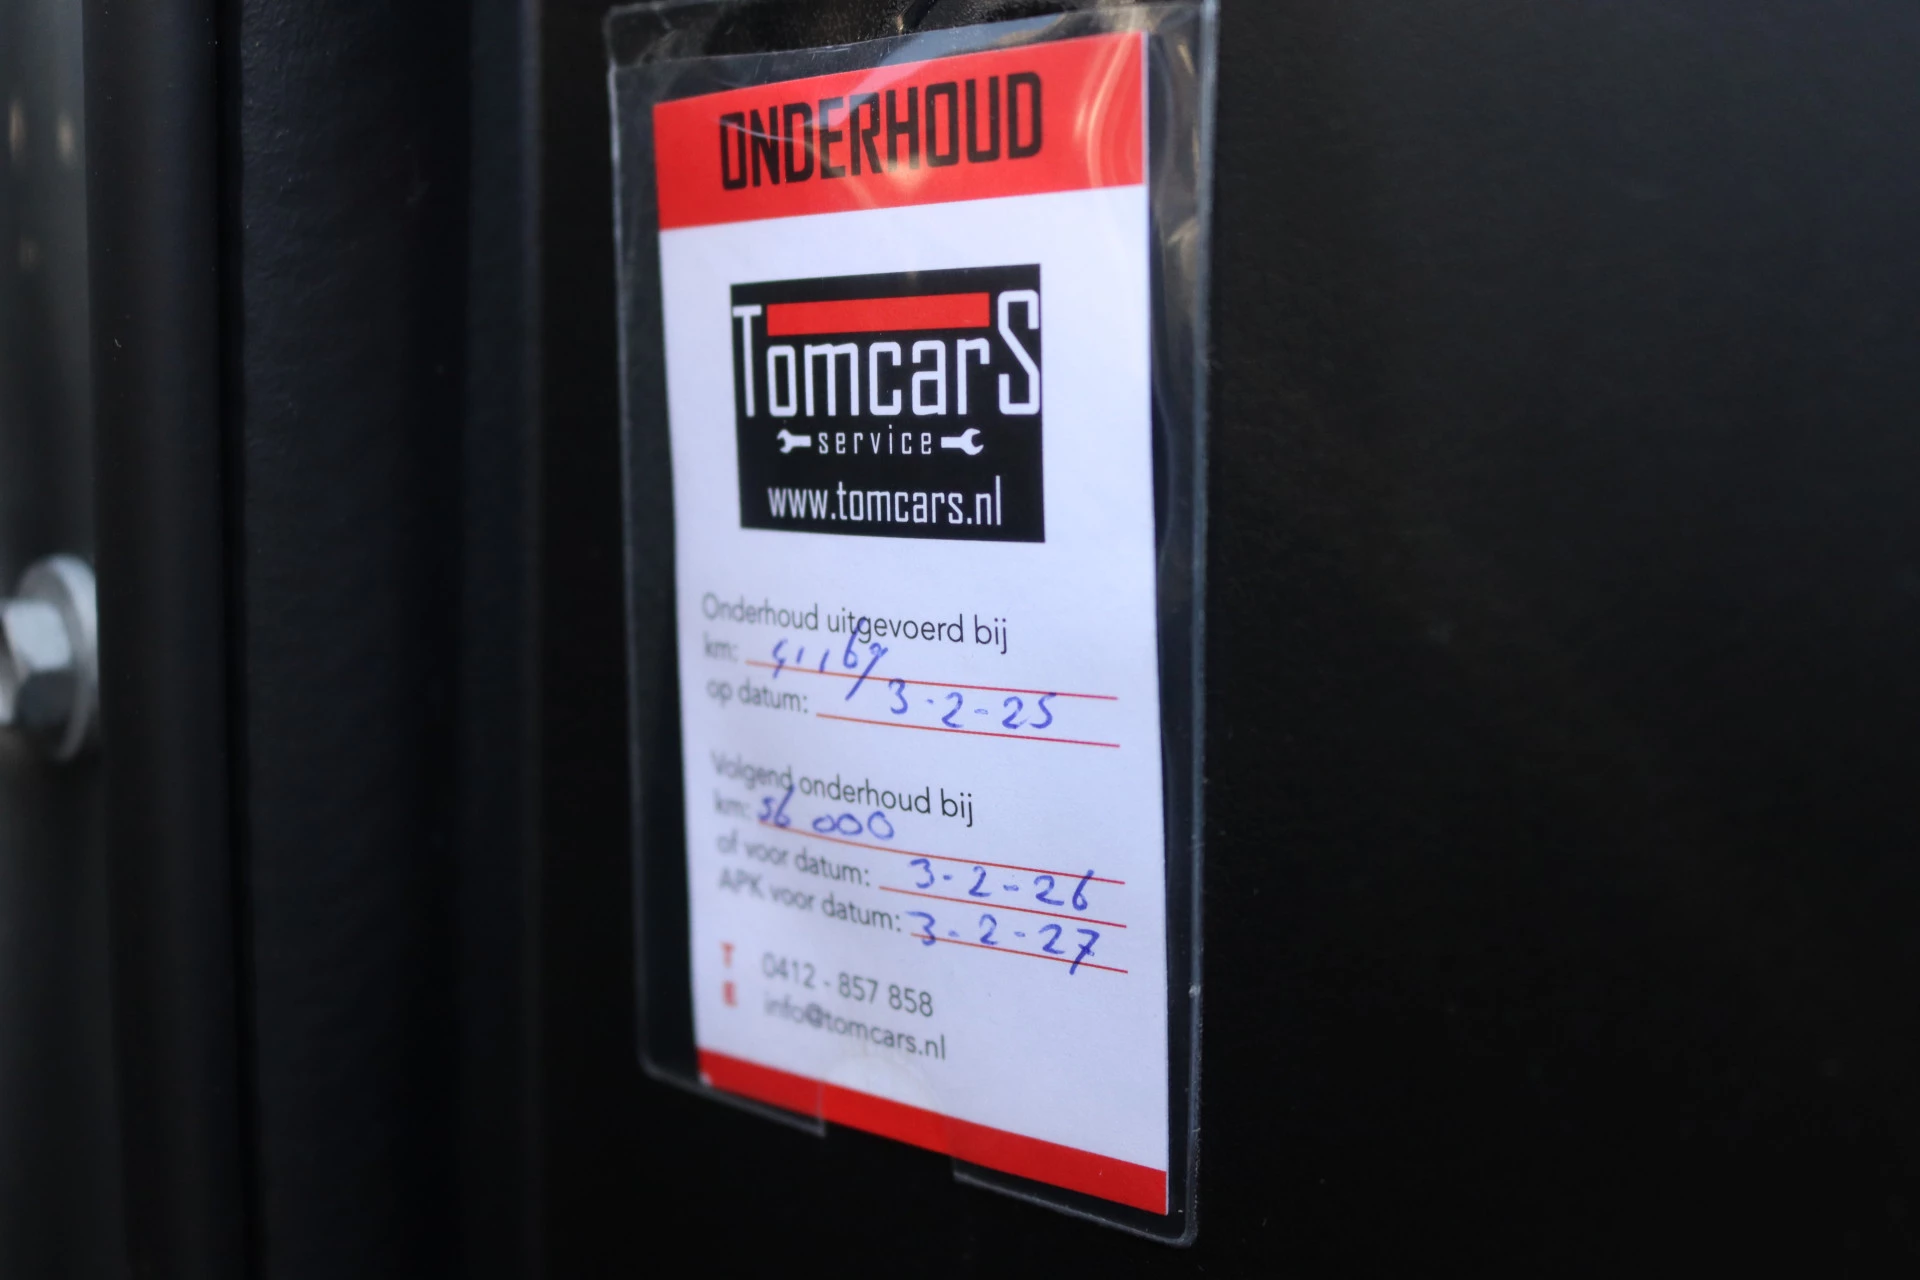 ONDERHOUD
TomcarS
service
www.tomcars.nl
Onderhoud uitgevoerd bij
km:
op datum: 3-2-25
Volgend onderhoud bij
km: 56 000
of voor datum: 3-2-26
APK voor datum: 3-2-27
T 0412 - 857 858
E info@tomcars.nl